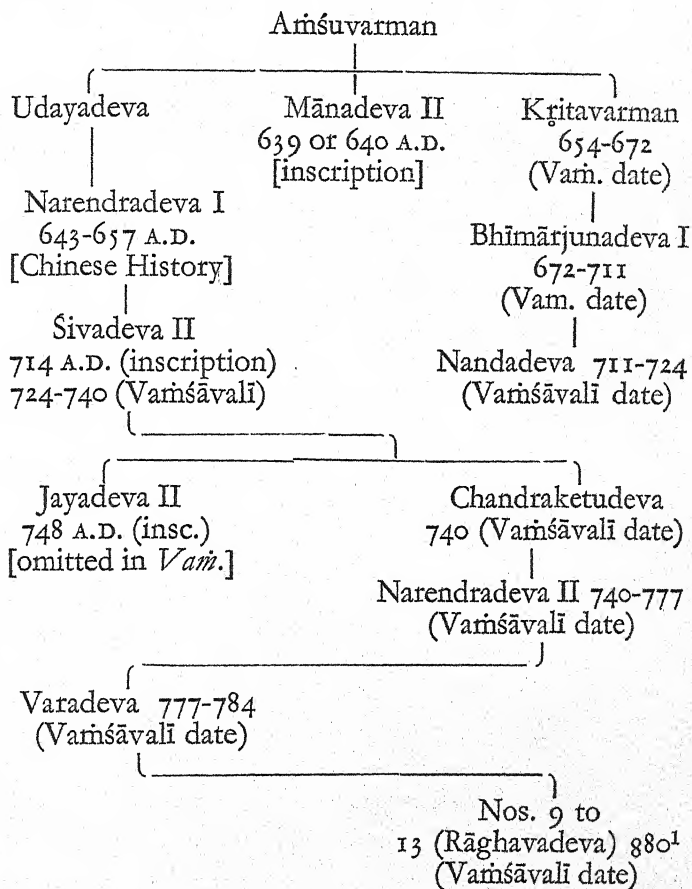 Aṁśuvarman
Udayadeva
Mānadeva II
639 or 640 A.D.
[inscription]
Kr̥itavarman
654-672
(Vaṁ. date)
Narendradeva I
643-657 A.D.
[Chinese History]
Bhīmārjunadeva I
672-711
(Vam. date)
Śivadeva II
714 A.D. (inscription)
724-740 (Vaṁśāvalī)
Nandadeva 711-724
(Vaṁśāvalī date)
Jayadeva II
748 A.D. (insc.)
[omitted in Vaṁ.]
Chandraketudeva
740 (Vaṁśāvalī date)
Narendradeva II 740-777
(Vaṁśāvalī date)
Varadeva 777-784
(Vaṁśāvalī date)
Nos. 9 to
13 (Rāghavadeva) 880¹
(Vaṁśāvalī date)